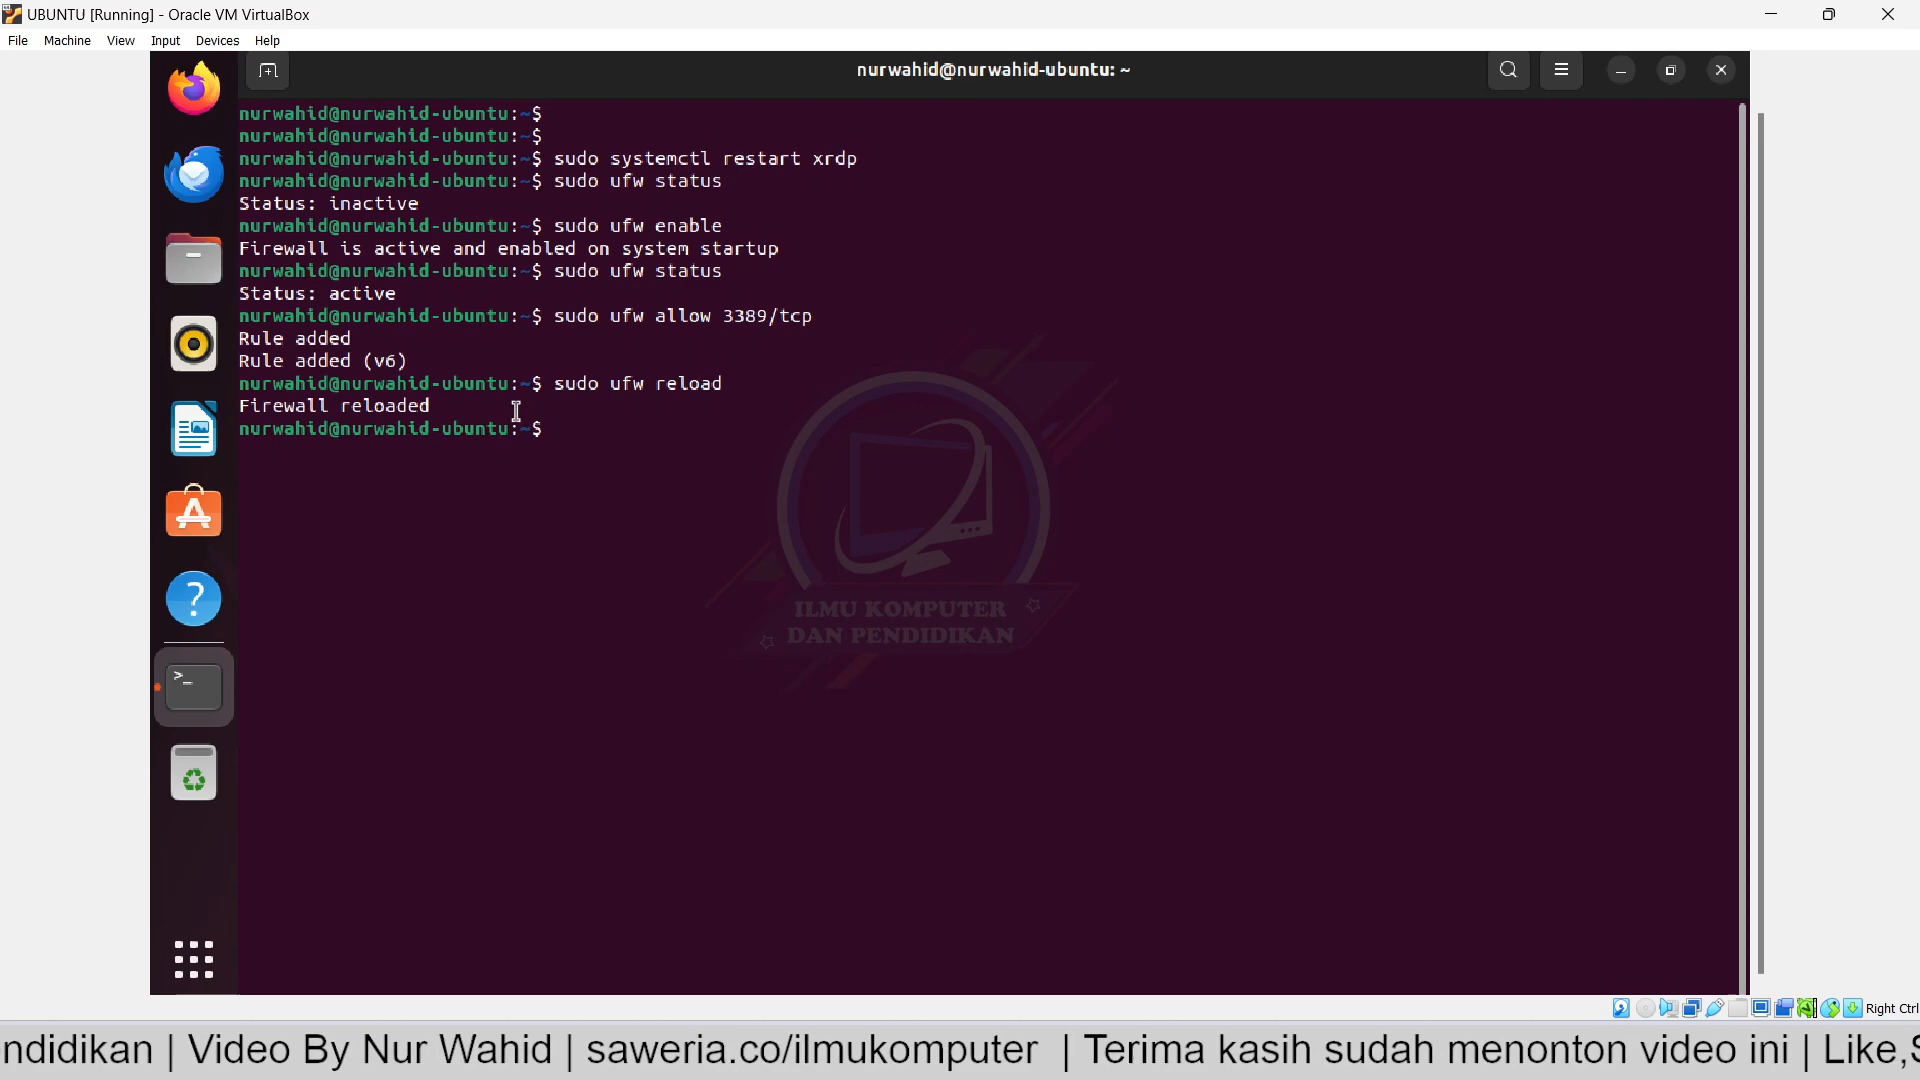 UBUNTU [Running] - Oracle VM VirtualBox
File Machine View Input Devices Help
nurwahid@nurwahid-ubuntu: ~
nurwahid@nurwahid-ubuntu:~$
nurwahid@nurwahid-ubuntu:~$
nurwahid@nurwahid-ubuntu:~$ sudo systemctl restart xrdp
nurwahid@nurwahid-ubuntu:~$ sudo ufw status
Status: inactive
nurwahid@nurwahid-ubuntu:~$ sudo ufw enable
Firewall is active and enabled on system startup
nurwahid@nurwahid-ubuntu:~$ sudo ufw status
Status: active
nurwahid@nurwahid-ubuntu:~$ sudo ufw allow 3389/tcp
Rule added
Rule added (v6)
nurwahid@nurwahid-ubuntu:~$ sudo ufw reload
Firewall reloaded
nurwahid@nurwahid-ubuntu:~$
ILMU KOMPUTER
DAN PENDIDIKAN
Right Ctrl
ndidikan | Video By Nur Wahid | saweria.co/ilmukomputer | Terima kasih sudah menonton video ini | Like,S